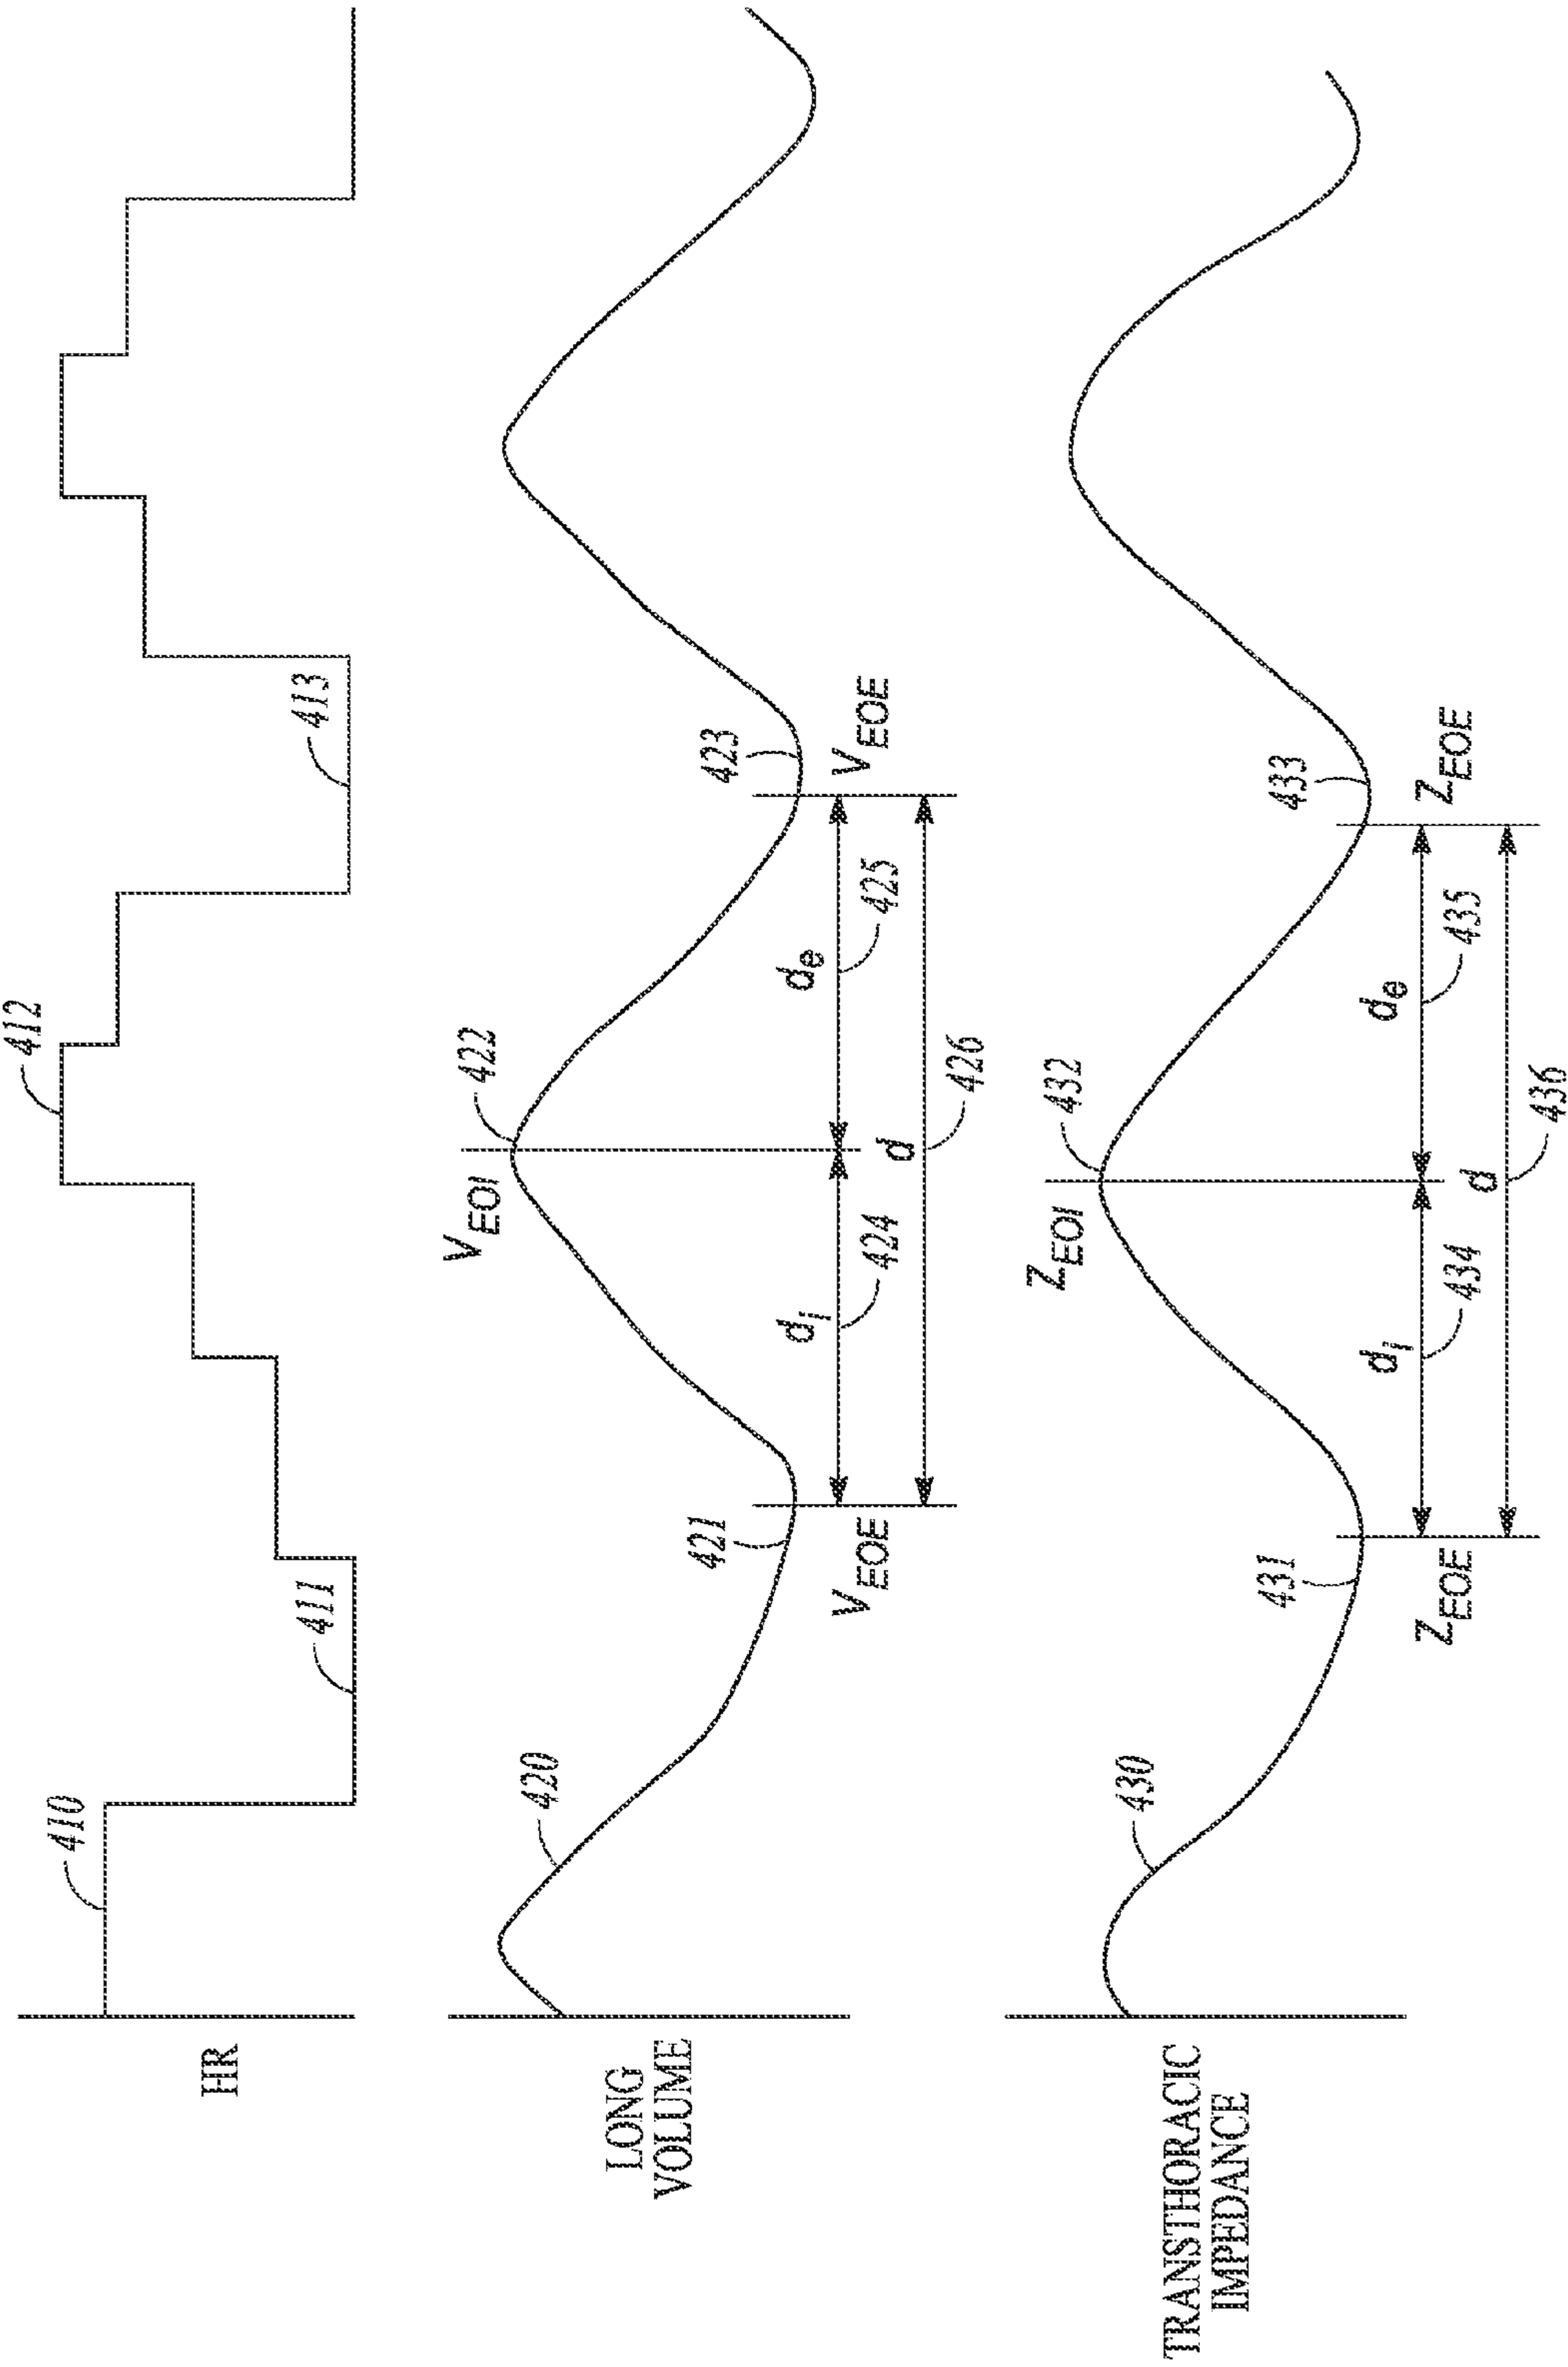 HR
410
411
412
413
LONG
VOLUME
420
421
V_EOE
V_EOI
422
423
V_EOE
d_i
424
d_e
425
d
426
TRANSTHORACIC
IMPEDANCE
430
431
Z_EOE
Z_EOI
432
433
Z_EOE
d_i
434
d_e
435
d
436